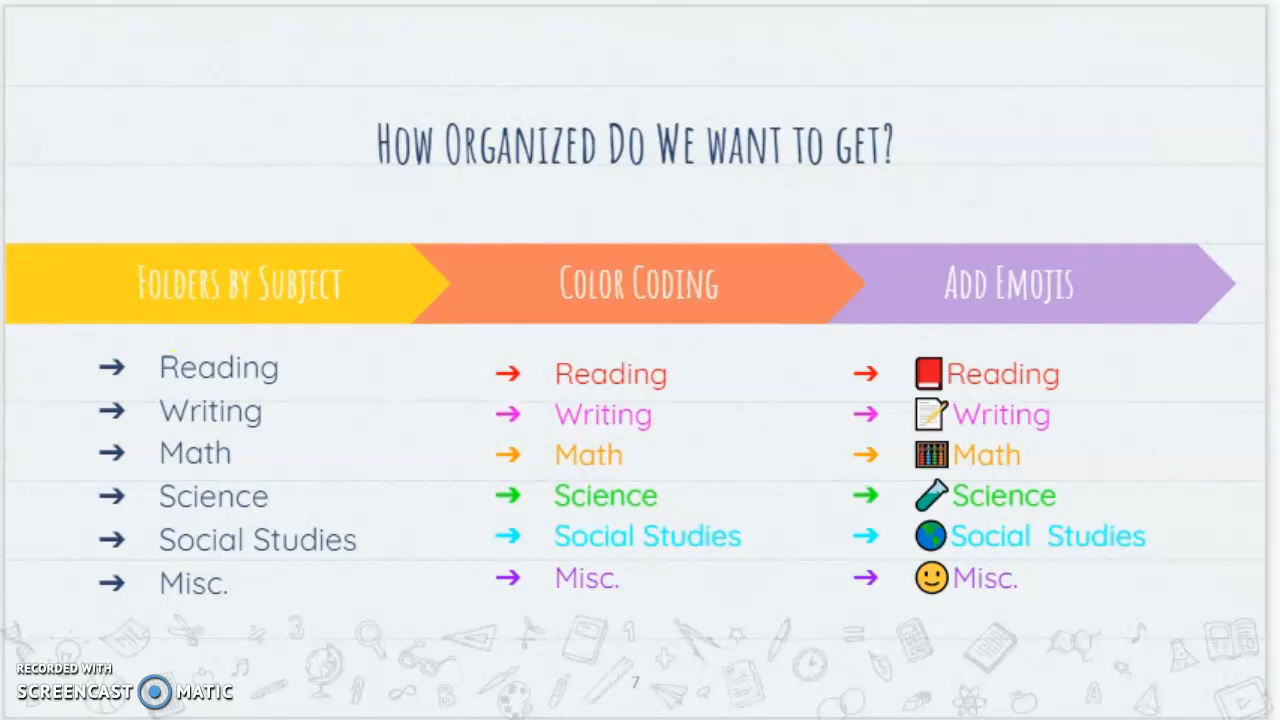 How Organized Do We want to get?
Folders by Subject
Color Coding
Add Emojis
➔ Reading
➔ Writing
➔ Math
➔ Science
➔ Social Studies
➔ Misc.
➔ Reading
➔ Writing
➔ Math
➔ Science
➔ Social Studies
➔ Misc.
➔ 📕Reading
➔ 📝Writing
➔ 🧮Math
➔ 🧪Science
➔ 🌎Social Studies
➔ 🙂Misc.
7
RECORDED WITH
SCREENCAST MATIC